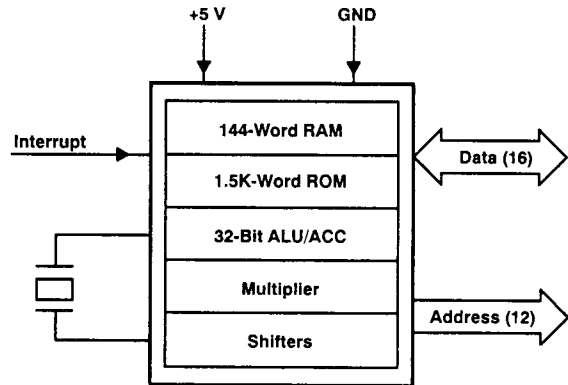 +5 V
GND
Interrupt
144-Word RAM
1.5K-Word ROM
32-Bit ALU/ACC
Multiplier
Shifters
Data (16)
Address (12)